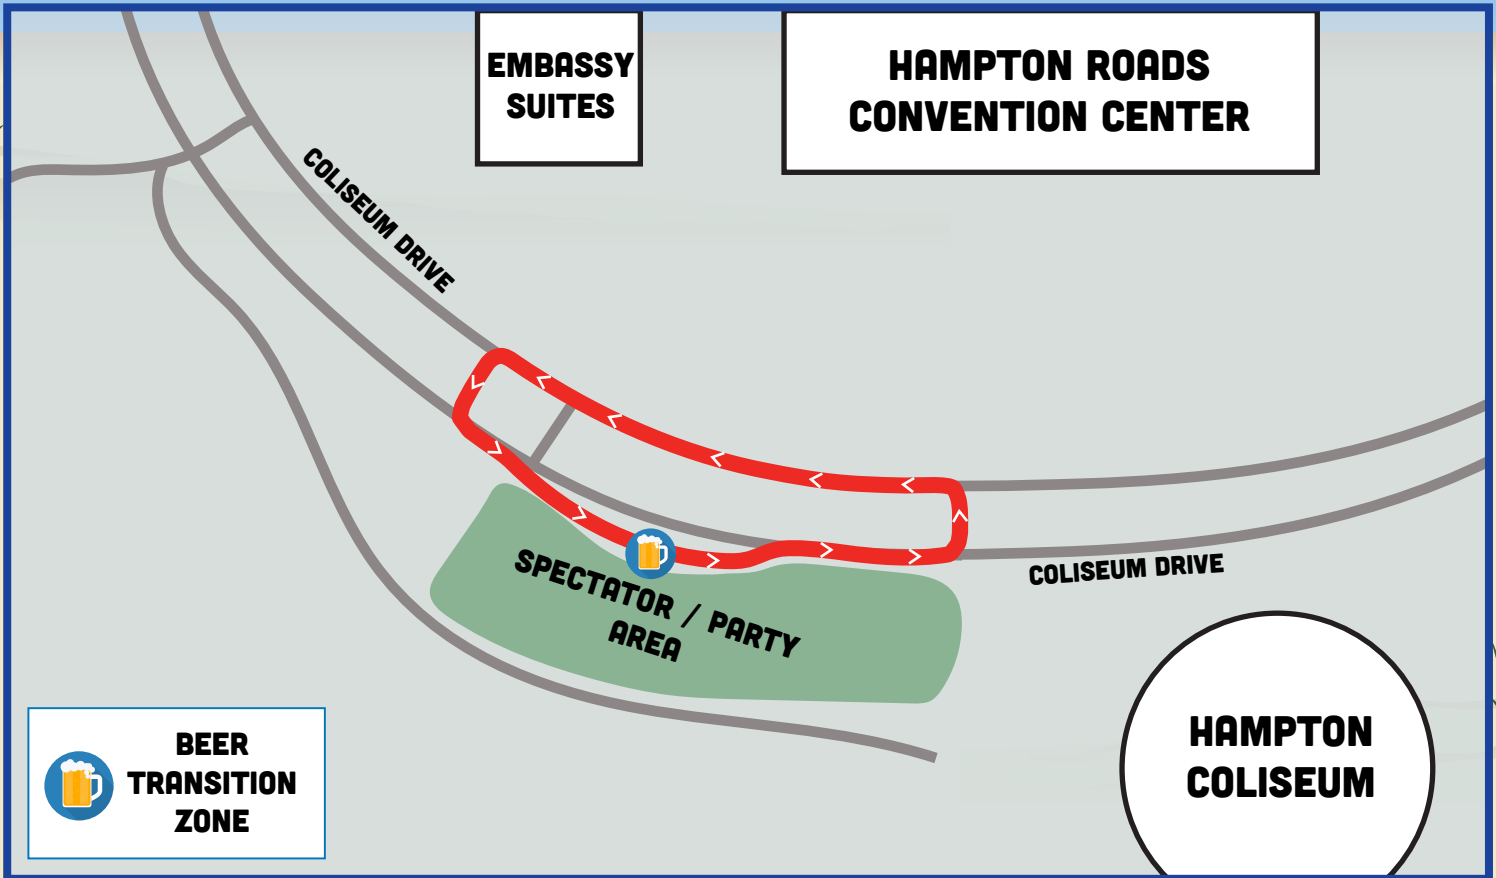 EMBASSY
SUITES
HAMPTON ROADS
CONVENTION CENTER
COLISEUM DRIVE
COLISEUM DRIVE
SPECTATOR / PARTY
AREA
BEER
TRANSITION
ZONE
HAMPTON
COLISEUM